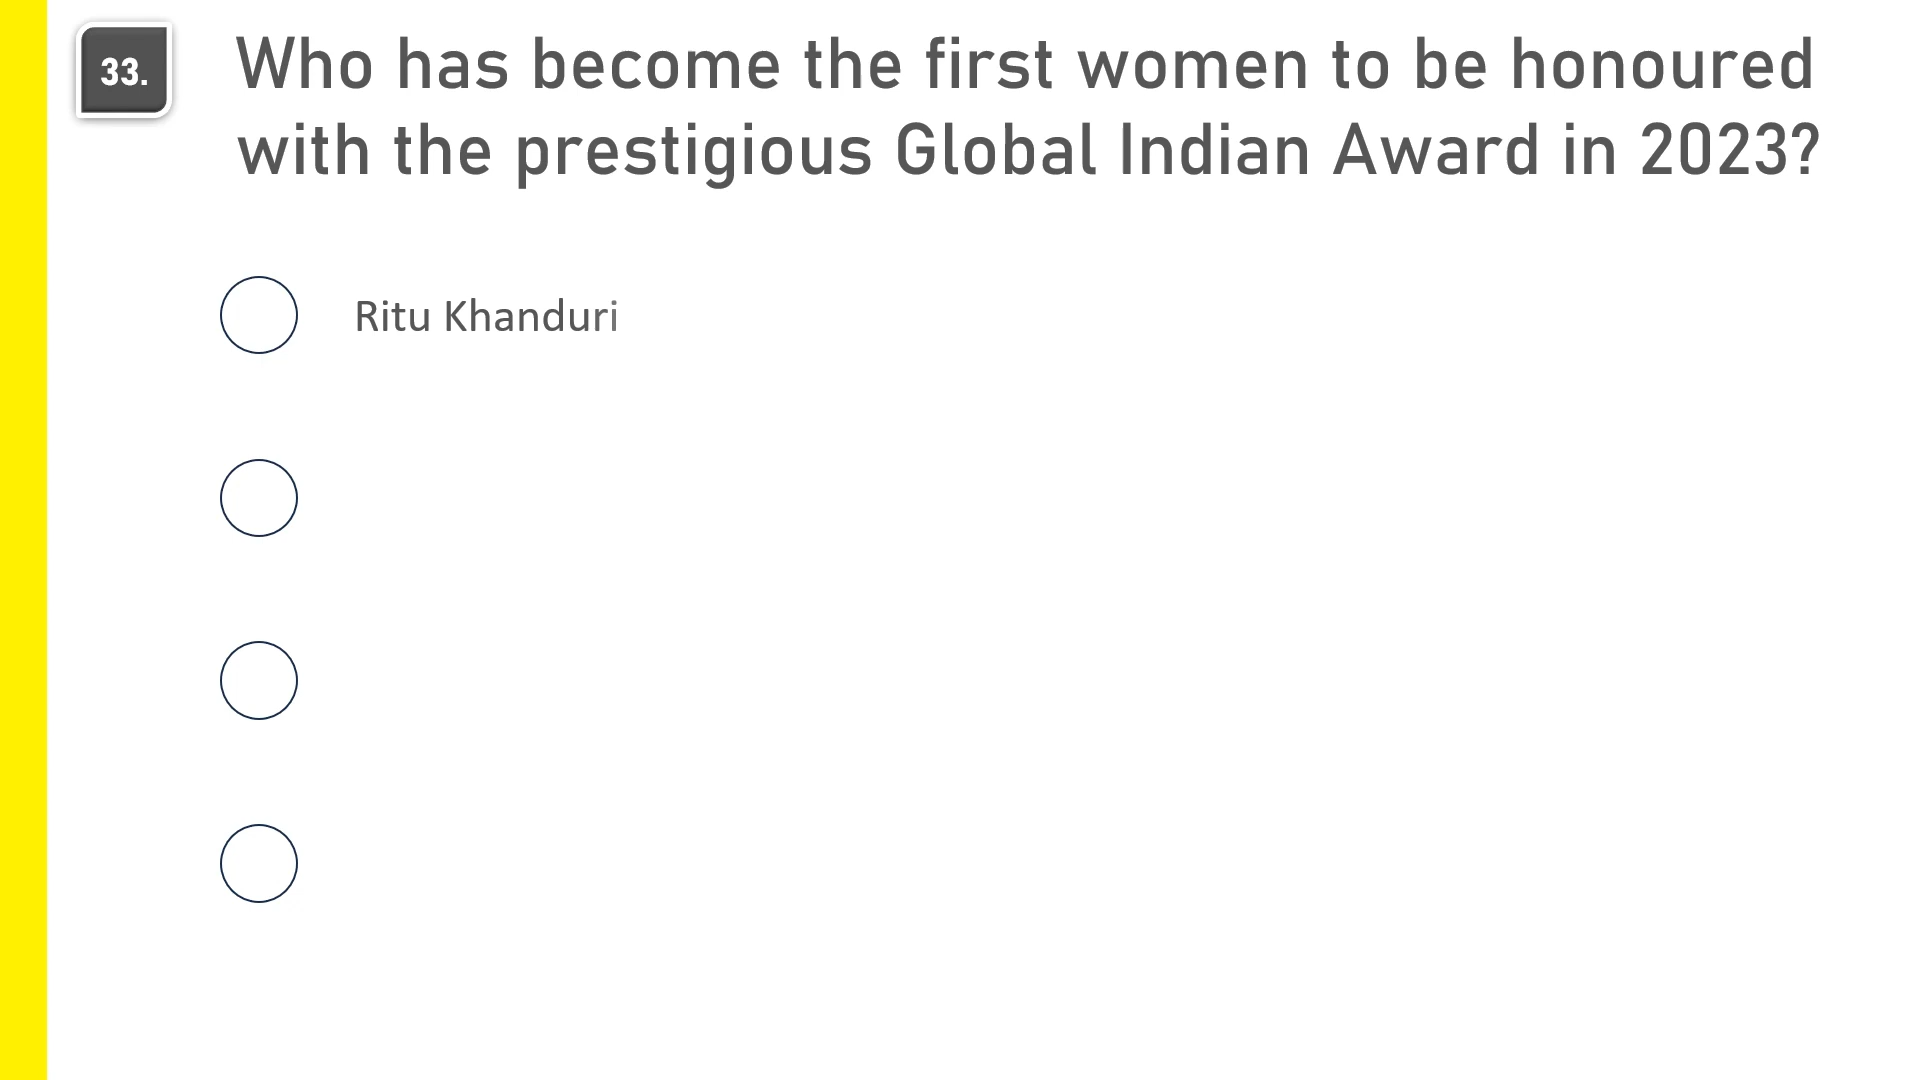 33.
Who has become the first women to be honoured
with the prestigious Global Indian Award in 2023?
Ritu Khanduri